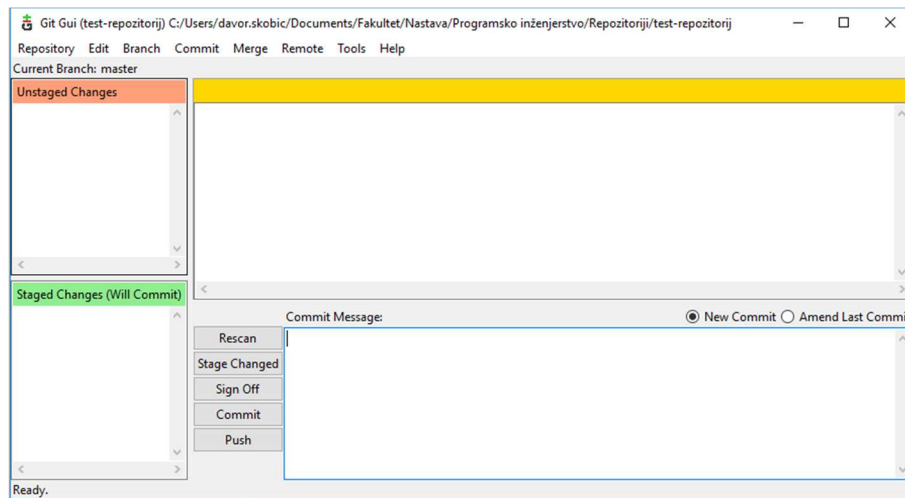 Git Gui (test-repozitorij) C:/Users/davor.skobic/Documents/Fakultet/Nastava/Programsko inženjerstvo/Repozitoriji/test-repozitorij
Repository Edit Branch Commit Merge Remote Tools Help
Current Branch: master
Unstaged Changes
Staged Changes (Will Commit)
Commit Message:
New Commit
Amend Last Commi
Rescan
Stage Changed
Sign Off
Commit
Push
Ready.